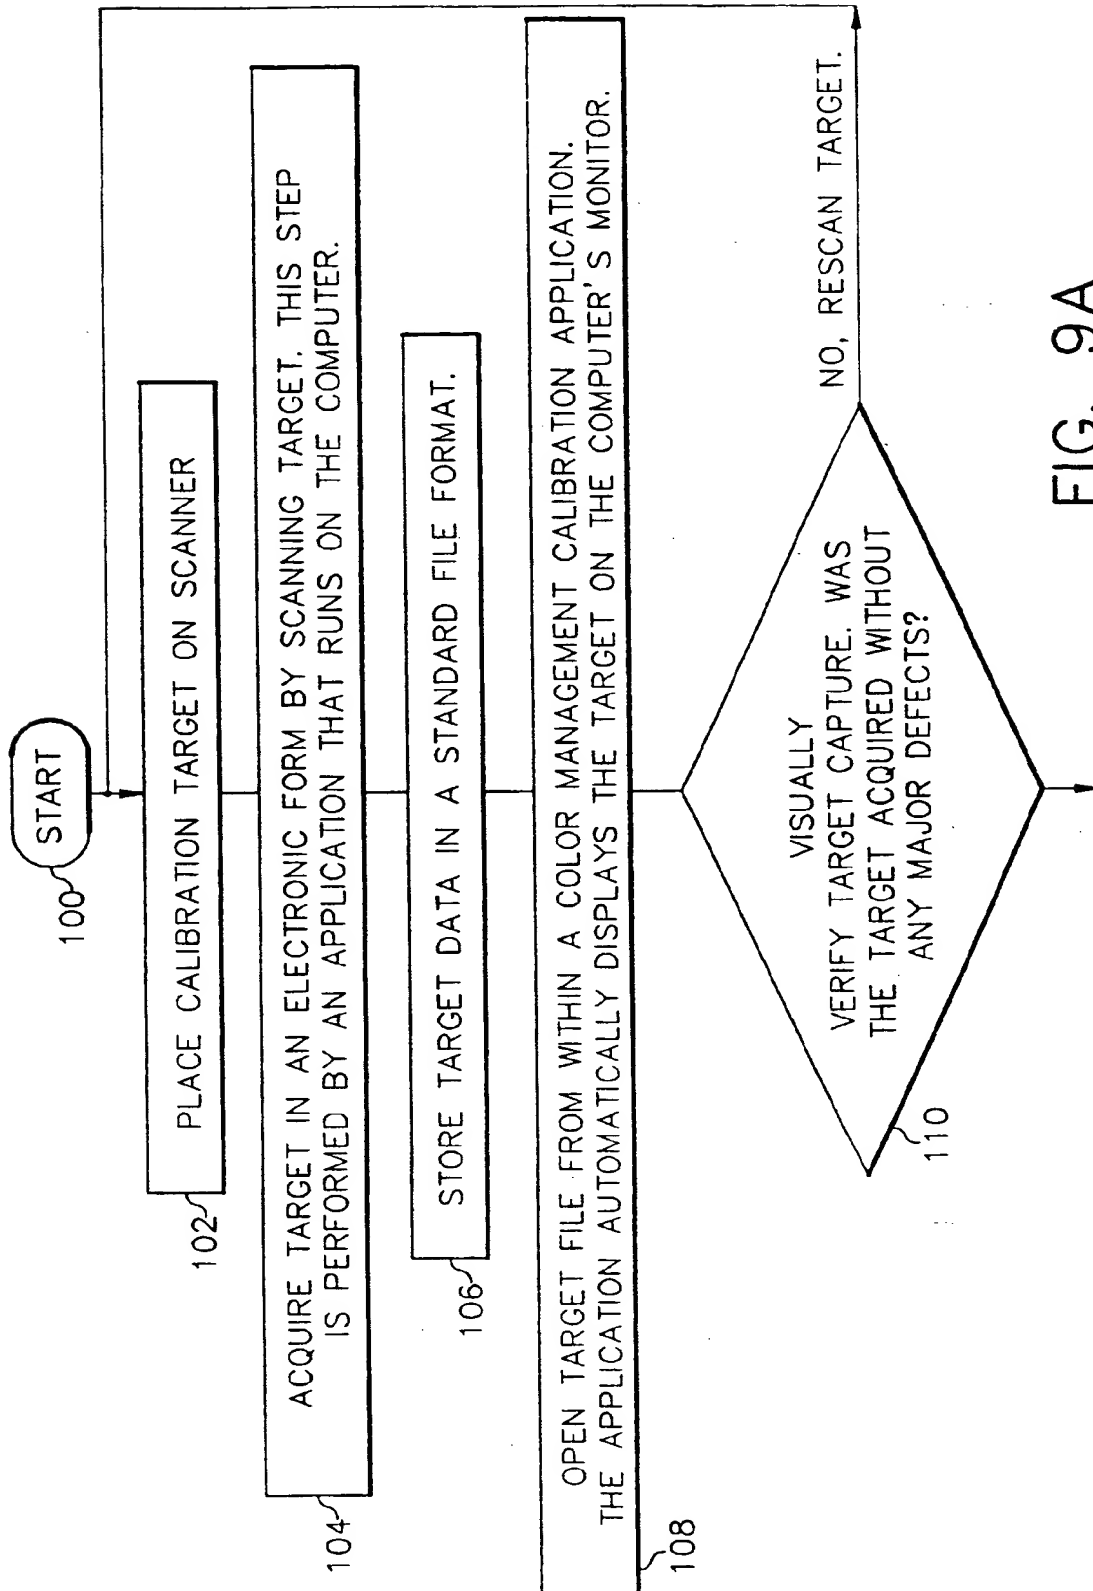 START
100
PLACE CALIBRATION TARGET ON SCANNER
102
ACQUIRE TARGET IN AN ELECTRONIC FORM BY SCANNING TARGET. THIS STEP
IS PERFORMED BY AN APPLICATION THAT RUNS ON THE COMPUTER.
104
STORE TARGET DATA IN A STANDARD FILE FORMAT.
106
OPEN TARGET FILE FROM WITHIN A COLOR MANAGEMENT CALIBRATION APPLICATION.
THE APPLICATION AUTOMATICALLY DISPLAYS THE TARGET ON THE COMPUTER'S MONITOR.
108
VISUALLY
VERIFY TARGET CAPTURE. WAS
THE TARGET ACQUIRED WITHOUT
ANY MAJOR DEFECTS?
110
NO, RESCAN TARGET.
FIG. 9A